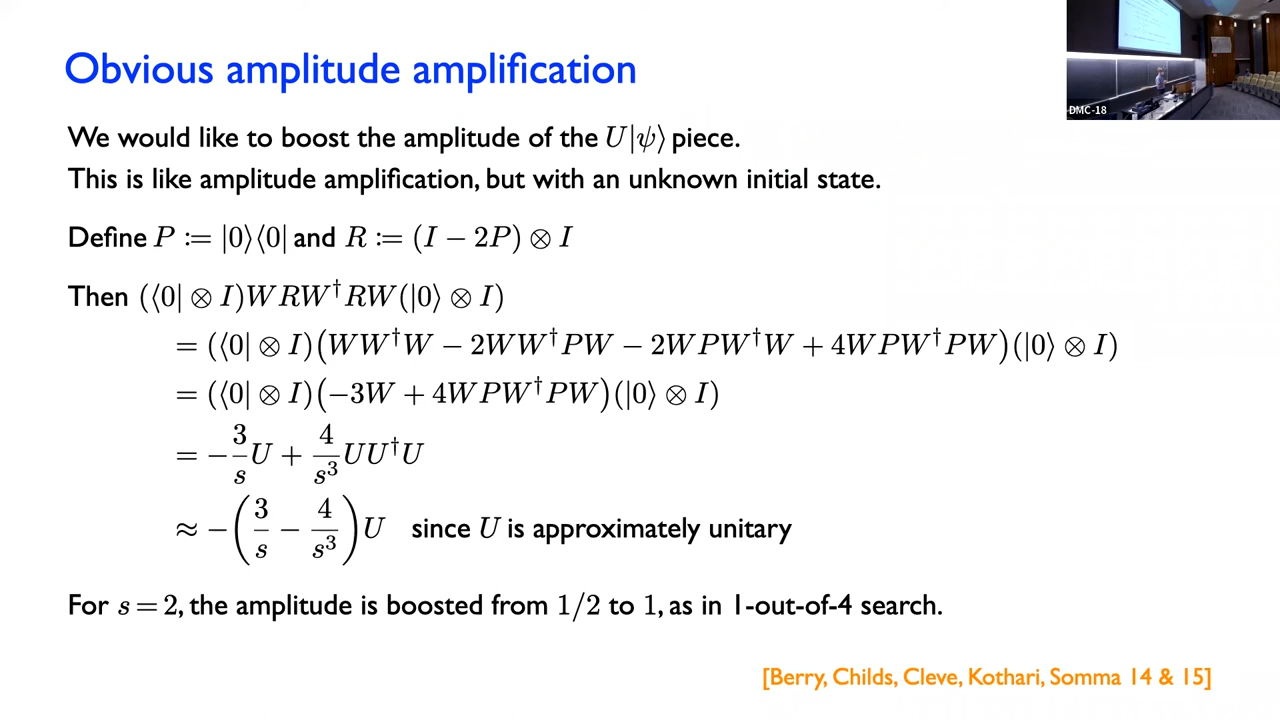 Obvious amplitude amplification
DMC-18
We would like to boost the amplitude of the U|ψ⟩ piece.
This is like amplitude amplification, but with an unknown initial state.
Define P := |0⟩⟨0| and R := (I − 2P) ⊗ I
Then (⟨0| ⊗ I)WRW†RW(|0⟩ ⊗ I)
= (⟨0| ⊗ I)(WW†W − 2WW†PW − 2WPW†W + 4WPW†PW)(|0⟩ ⊗ I)
= (⟨0| ⊗ I)(−3W + 4WPW†PW)(|0⟩ ⊗ I)
= −3/s U + 4/s³ UU†U
≈ −(3/s − 4/s³)U since U is approximately unitary
For s = 2, the amplitude is boosted from 1/2 to 1, as in 1-out-of-4 search.
[Berry, Childs, Cleve, Kothari, Somma 14 & 15]